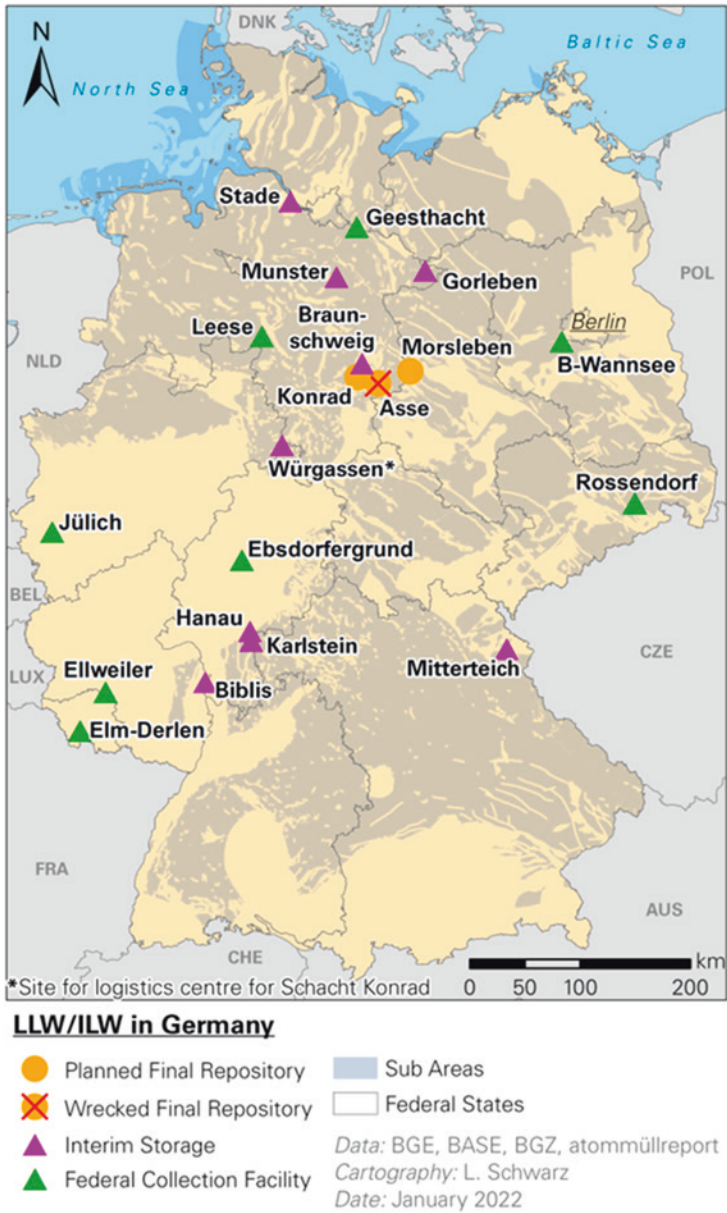 DNK
N
Baltic Sea
North Sea
Stade
Geesthacht
Munster
Gorleben
POL
Leese
Braun-
schweig
Berlin
Morsleben
B-Wannsee
NLD
Konrad
Asse
Würgassen*
Rossendorf
Jülich
Ebsdorfergrund
BEL
Hanau
Karlstein
CZE
LUX
Ellweiler
Mitterteich
Biblis
Elm-Derlen
FRA
AUS
CHE
km
*Site for logistics centre for Schacht Konrad
0 50 100 200
LLW/ILW in Germany
Planned Final Repository
Wrecked Final Repository
Interim Storage
Federal Collection Facility
Sub Areas
Federal States
Data: BGE, BASE, BGZ, atommüllreport
Cartography: L. Schwarz
Date: January 2022